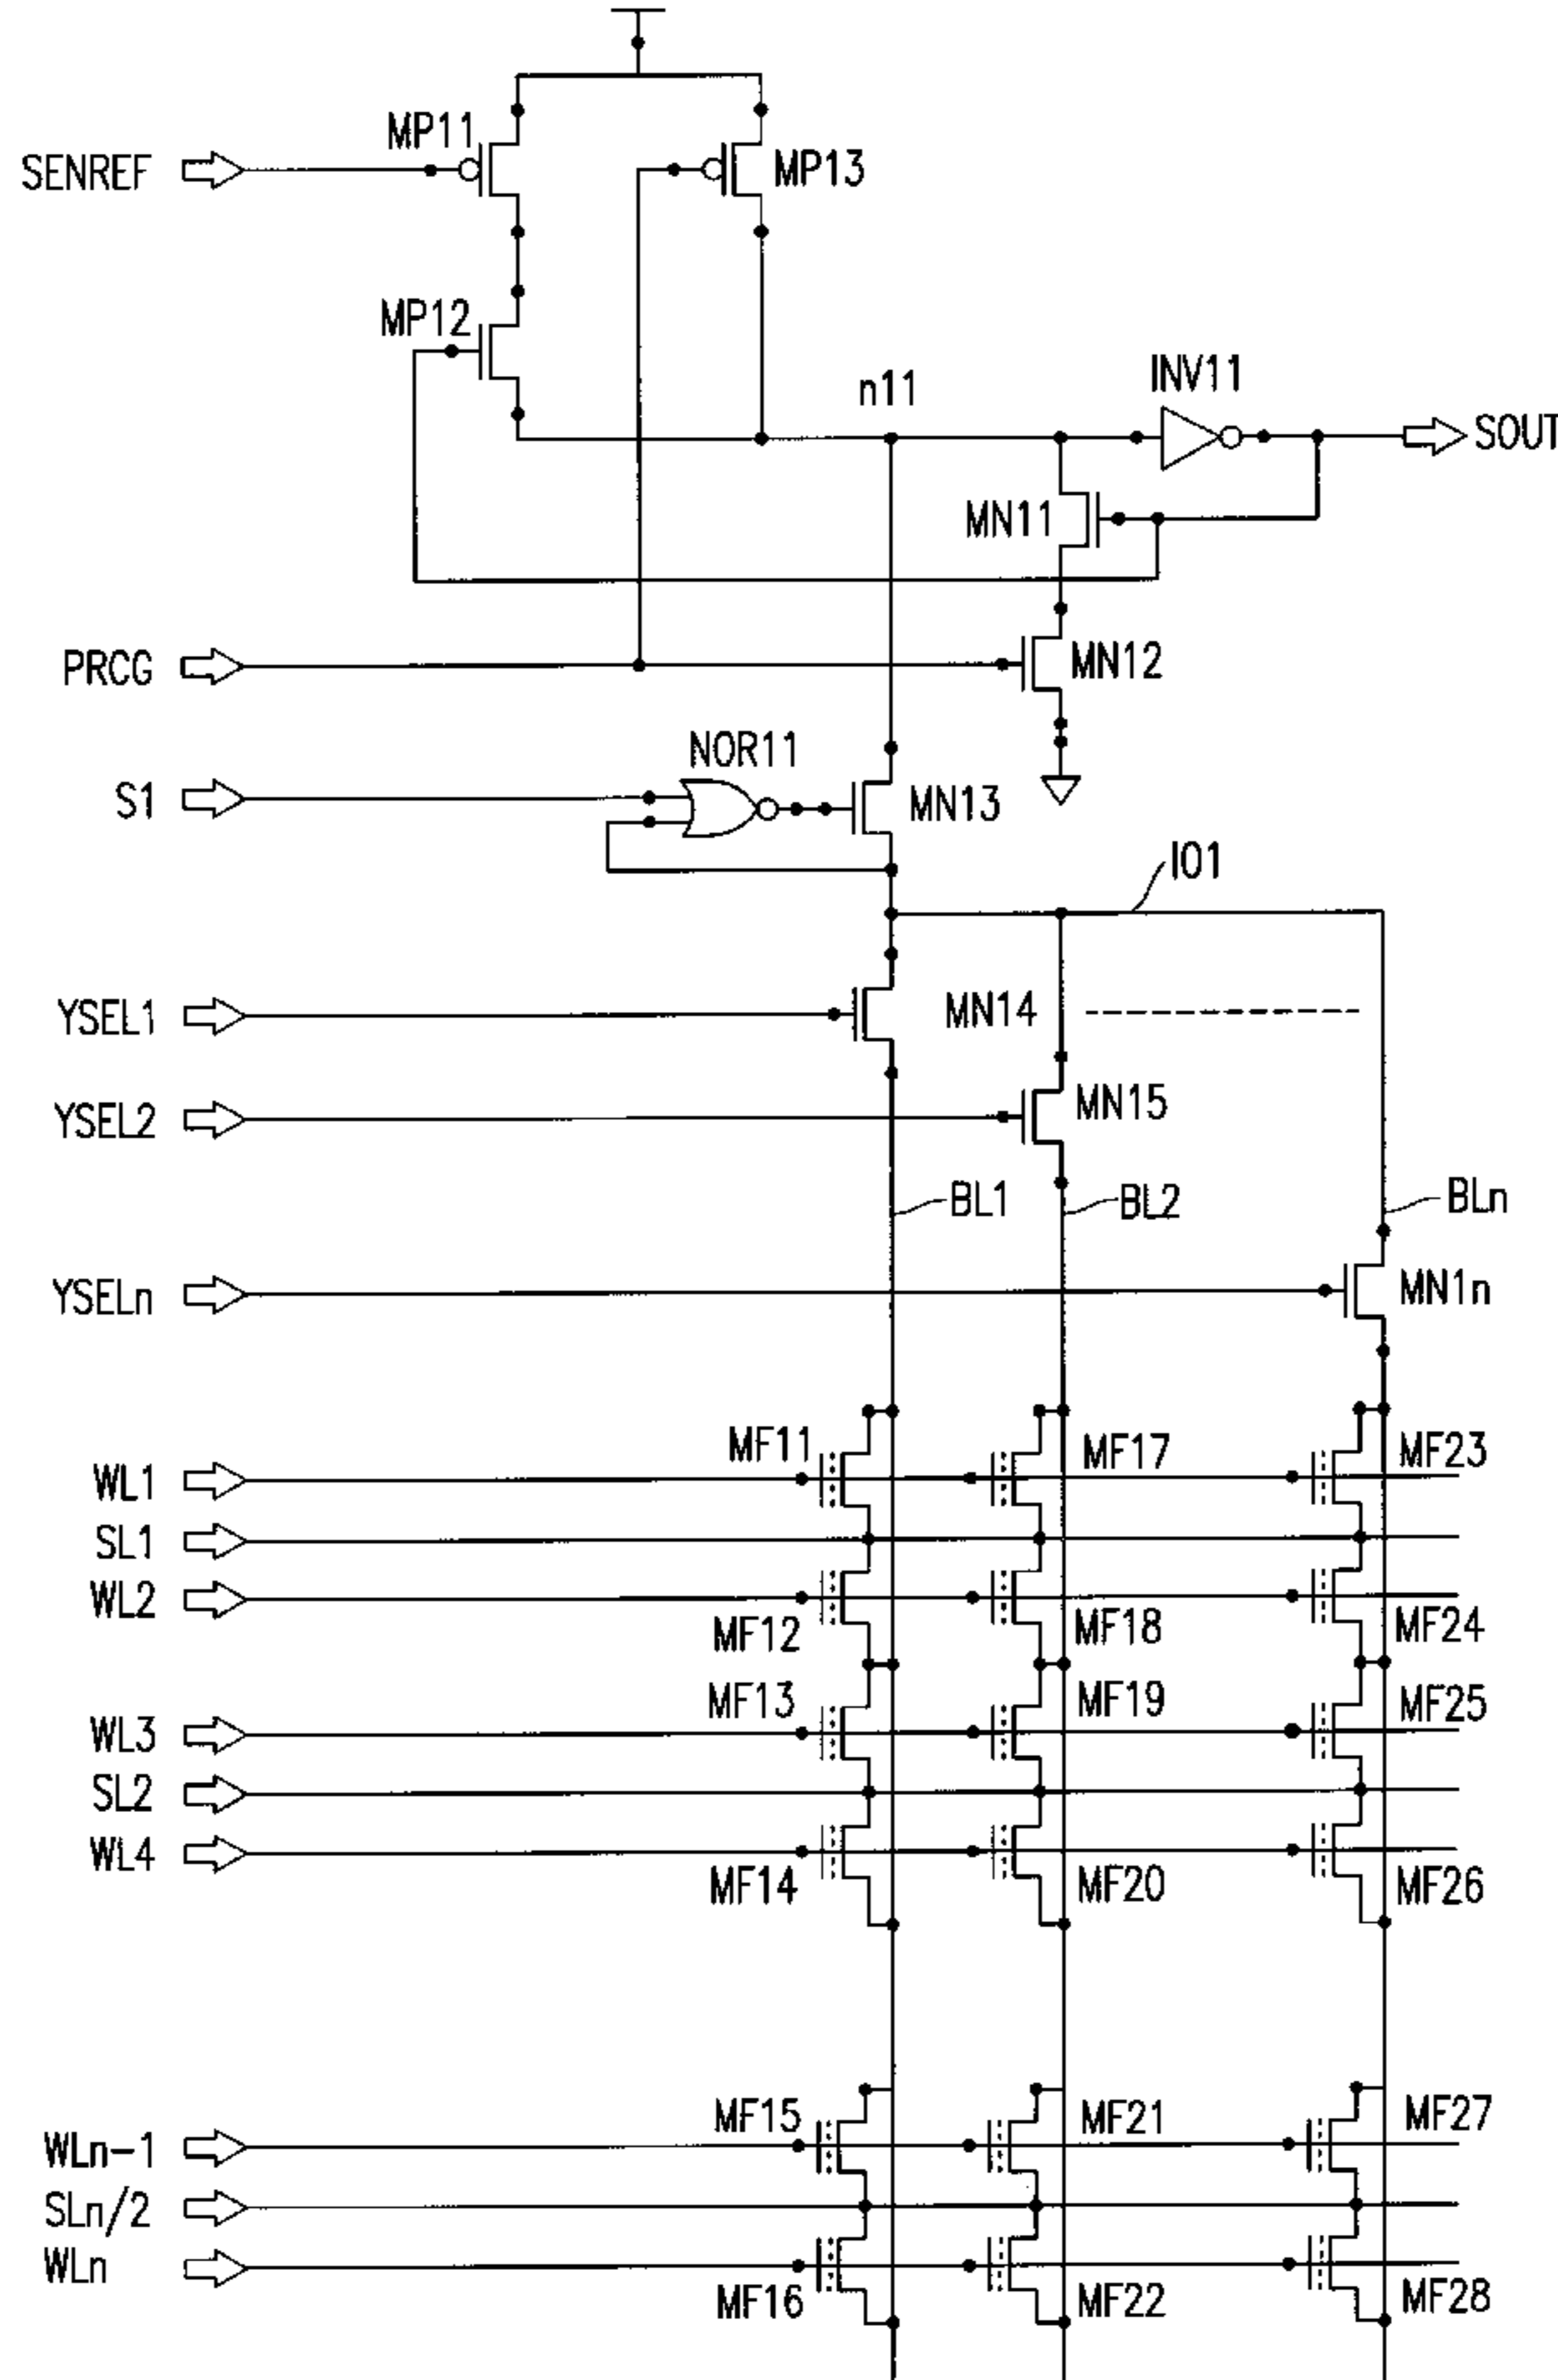 MP11
SENREF
MP13
MP12
n11
INV11
SOUT
MN11
PRCG
MN12
NOR11
S1
MN13
IO1
YSEL1
MN14
YSEL2
MN15
BL1
BL2
BLn
YSELn
MN1n
MF11
MF17
MF23
WL1
SL1
WL2
MF12
MF18
MF24
MF13
MF19
MF25
WL3
SL2
WL4
MF14
MF20
MF26
MF15
MF21
MF27
WLn-1
SLn/2
WLn
MF16
MF22
MF28